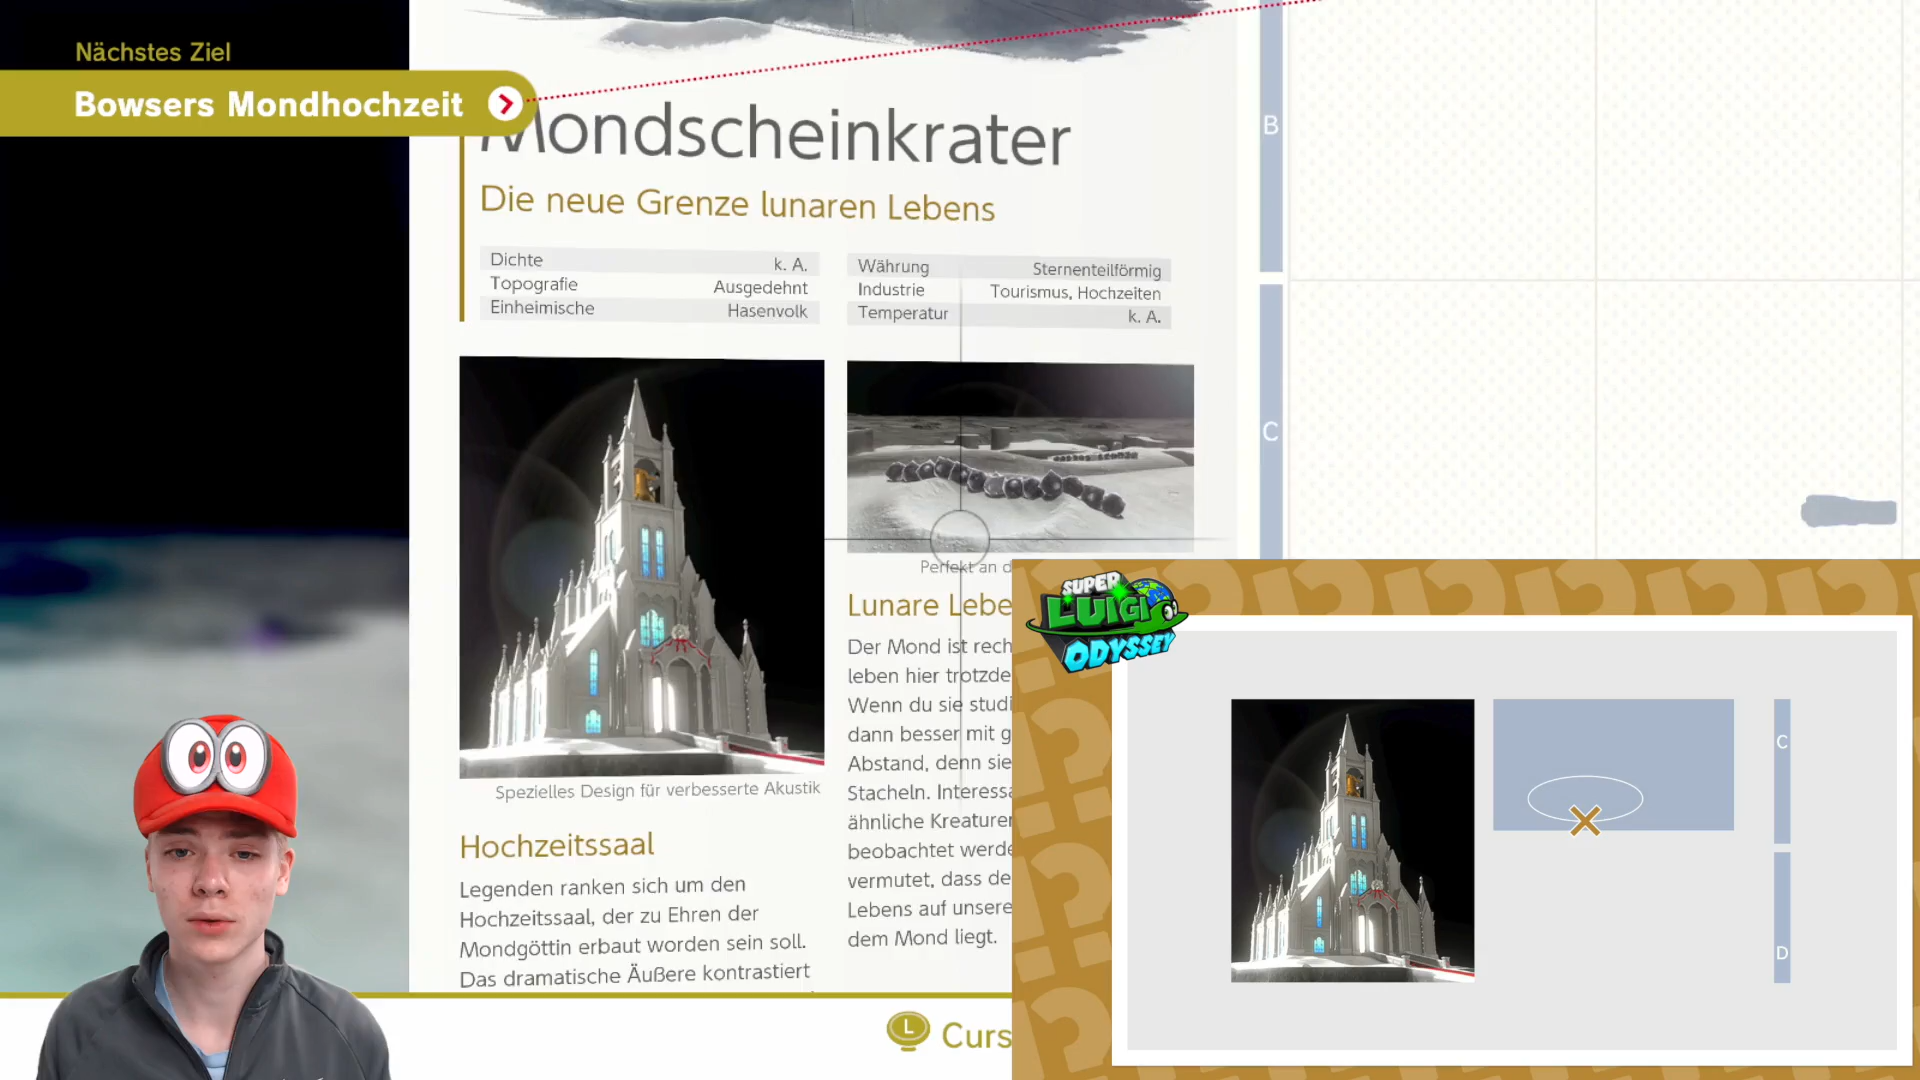 Nächstes Ziel
Bowsers Mondhochzeit
Mondscheinkrater
Die neue Grenze lunaren Lebens
Dichte k. A.
Topografie Ausgedehnt
Einheimische Hasenvolk
Währung Sternenteilförmig
Industrie Tourismus, Hochzeiten
Temperatur k. A.
B
C
Spezielles Design für verbesserte Akustik
Hochzeitssaal
Legenden ranken sich um den
Hochzeitssaal, der zu Ehren der
Mondgöttin erbaut worden sein soll.
Das dramatische Äußere kontrastiert
Perfekt an d
Lunare Lebe
Der Mond ist rech
leben hier trotzde
Wenn du sie studi
dann besser mit g
Abstand, denn sie
Stacheln. Interessa
ähnliche Kreaturen
beobachtet werde
vermutet, dass de
Lebens auf unsere
dem Mond liegt.
L Curs
SUPER
LUIGI
ODYSSEY
C
D